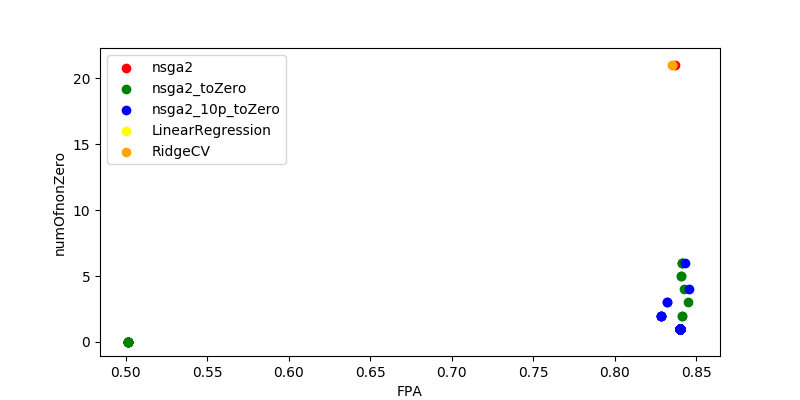 nsga2
nsga2_toZero
nsga2_10p_toZero
LinearRegression
RidgeCV
numOfnonZero
20
15
10
5
0
0.50 0.55 0.60 0.65 0.70 0.75 0.80 0.85
FPA